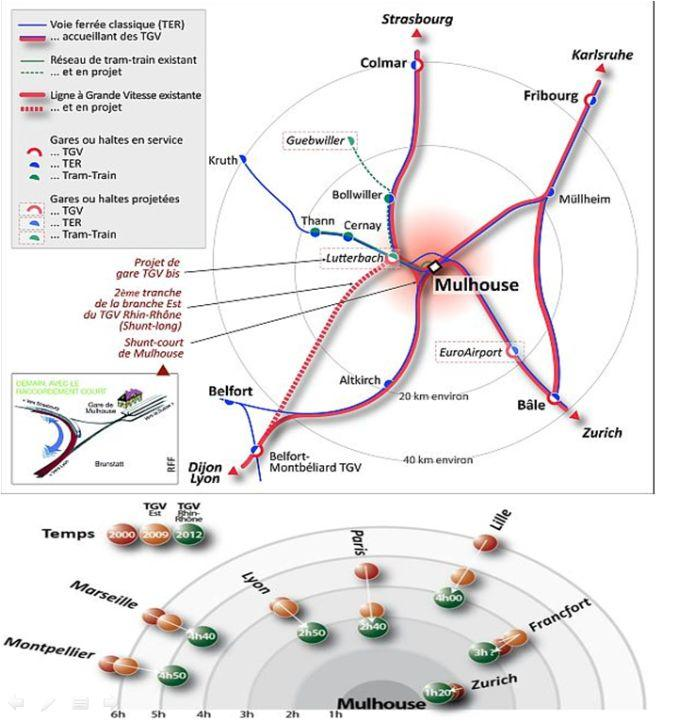 Voie ferrée classique (TER)
... accueillant des TGV
Réseau de tram-train existant
... et en projet
Ligne à Grande Vitesse existante
... et en projet
Gares ou haltes en service
... TGV
... TER
... Tram-Train
Gares ou haltes projetées
... TGV
... TER
... Tram-Train
Strasbourg
Colmar
Karlsruhe
Fribourg
Guebwiller
Kruth
Bollwiller
Müllheim
Thann
Cernay
Lutterbach
Mulhouse
Projet de
gare TGV bis
2ème tranche
de la branche Est
du TGV Rhin-Rhône
(Shunt-long)
Shunt-court
de Mulhouse
EuroAirport
Altkirch
20 km environ
Belfort
Bâle
Zurich
40 km environ
Belfort-
Montbéliard TGV
Dijon
Lyon
DEMAIN, AVEC LE
RACCORDEMENT COURT
Gare de
Mulhouse
Brunstatt
RFF
Temps
2000
TGV
Est
2009
TGV
Rhin-
Rhône
2012
Lille
4h00
Paris
2h40
Lyon
2h50
Marseille
4h40
Montpellier
4h50
Francfort
3h ?
Zurich
1h20
Mulhouse
6h 5h 4h 3h 2h 1h